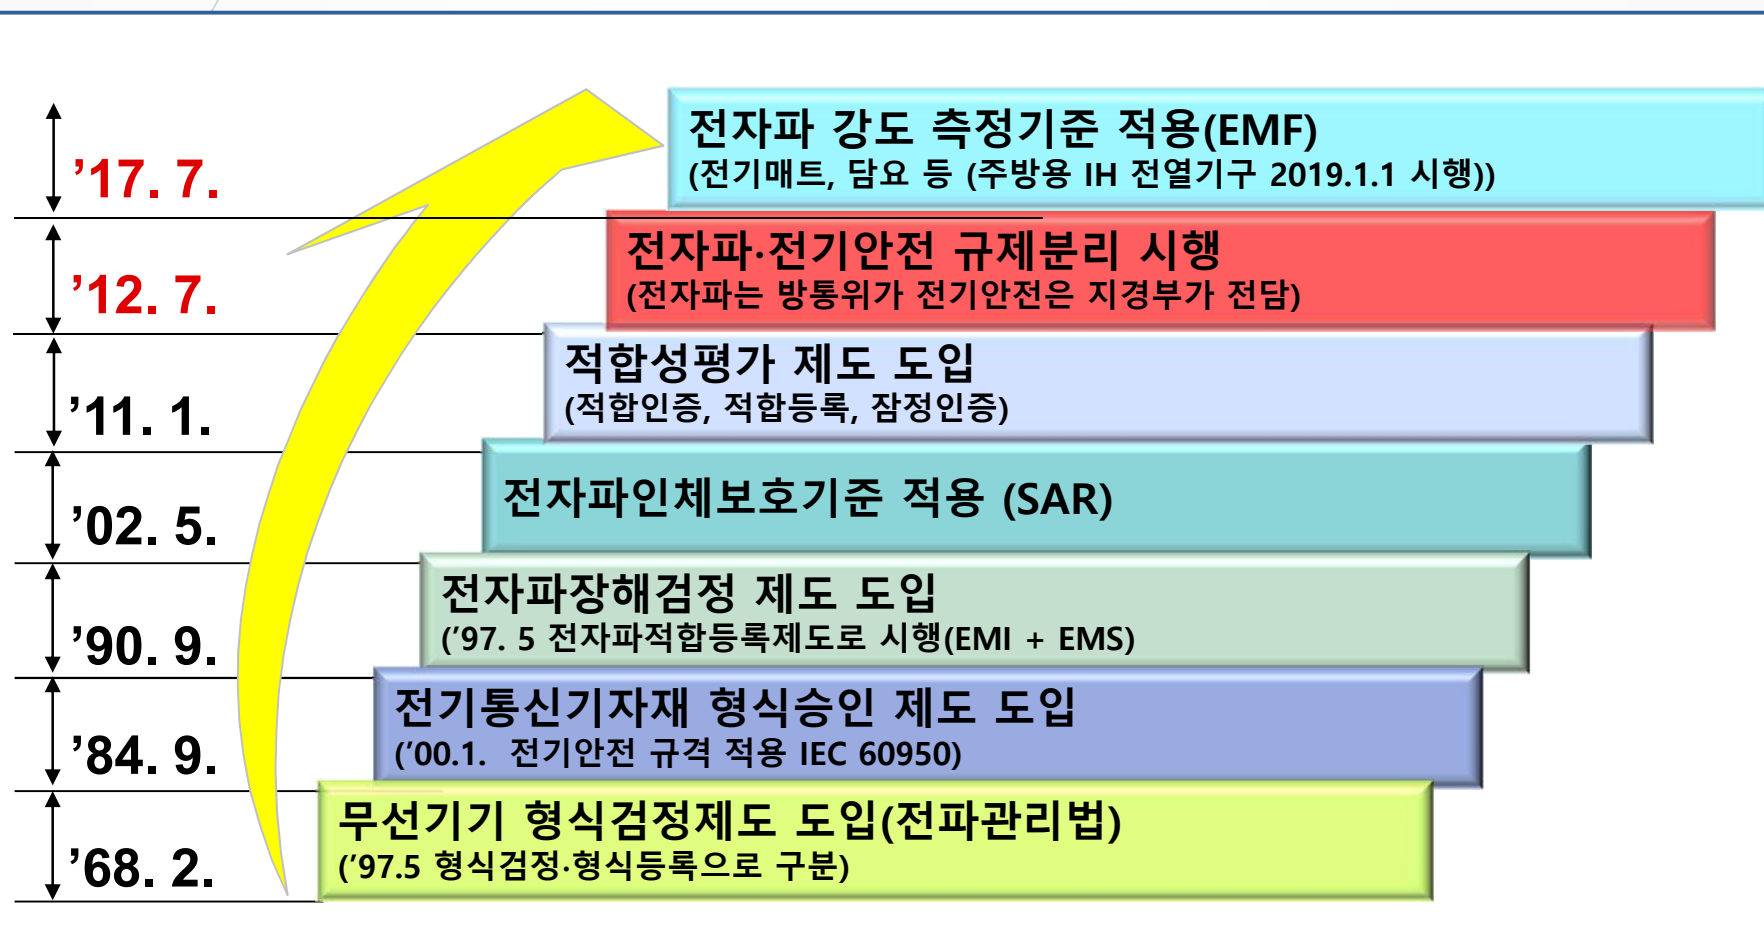 ’17. 7.
전자파 강도 측정기준 적용(EMF)
(전기매트, 담요 등 (주방용 IH 전열기구 2019.1.1 시행))
’12. 7.
전자파·전기안전 규제분리 시행
(전자파는 방통위가 전기안전은 지경부가 전담)
’11. 1.
적합성평가 제도 도입
(적합인증, 적합등록, 잠정인증)
’02. 5.
전자파인체보호기준 적용 (SAR)
’90. 9.
전자파장해검정 제도 도입
(’97. 5 전자파적합등록제도로 시행(EMI + EMS)
’84. 9.
전기통신기자재 형식승인 제도 도입
(’00.1. 전기안전 규격 적용 IEC 60950)
’68. 2.
무선기기 형식검정제도 도입(전파관리법)
(’97.5 형식검정·형식등록으로 구분)